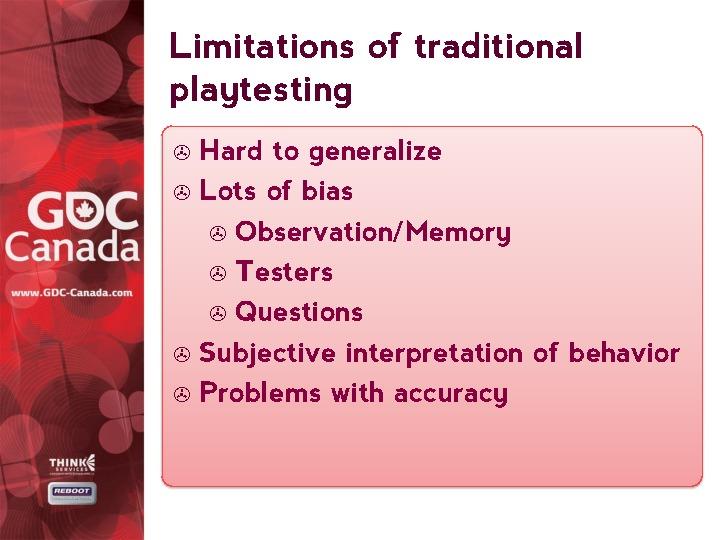 Limitations of traditional
playtesting
Hard to generalize
Lots of bias
Observation/Memory
Testers
Questions
Subjective interpretation of behavior
Problems with accuracy
GDC
Canada
www.GDC-Canada.com
THINK
SERVICES
REBOOT